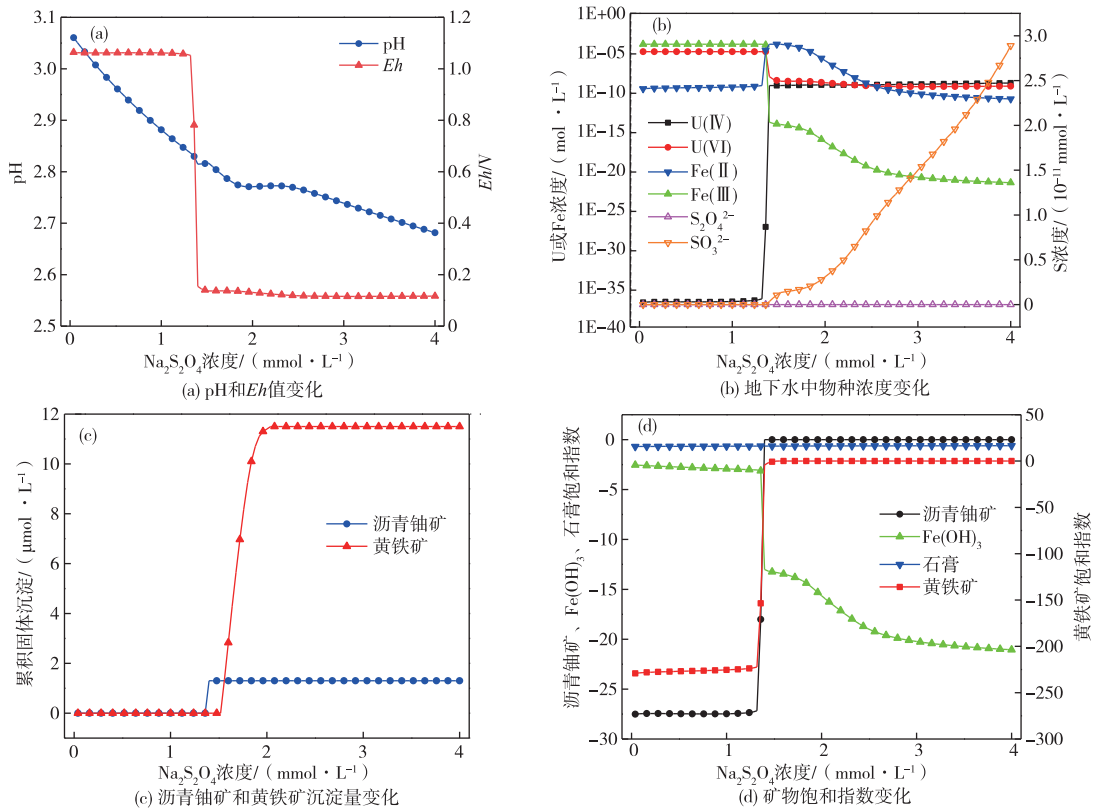 (a)
pH
Eh
3.1
3.0
2.9
2.8
2.7
2.6
2.5
pH
1.2
1.0
0.8
0.6
0.4
0.2
0
Eh/V
0 1 2 3 4
Na₂S₂O₄浓度/(mmol·L⁻¹)
(a) pH和Eh值变化
(b)
U(Ⅳ)
U(Ⅵ)
Fe(Ⅱ)
Fe(Ⅲ)
S₂O₄²⁻
SO₃²⁻
1E+00
1E-05
1E-10
1E-15
1E-20
1E-25
1E-30
1E-35
1E-40
U或Fe浓度/(mol·L⁻¹)
3.0
2.5
2.0
1.5
1.0
0.5
0
S浓度/(10⁻¹¹ mmol·L⁻¹)
0 1 2 3 4
Na₂S₂O₄浓度/(mmol·L⁻¹)
(b) 地下水中物种浓度变化
(c)
沥青铀矿
黄铁矿
12
10
8
6
4
2
0
累积固体沉淀/(μmol·L⁻¹)
0 1 2 3 4
Na₂S₂O₄浓度/(mmol·L⁻¹)
(c) 沥青铀矿和黄铁矿沉淀量变化
(d)
沥青铀矿
Fe(OH)₃
石膏
黄铁矿
0
-5
-10
-15
-20
-25
-30
沥青铀矿、Fe(OH)₃、石膏饱和指数
50
0
-50
-100
-150
-200
-250
-300
黄铁矿饱和指数
0 1 2 3 4
Na₂S₂O₄浓度/(mmol·L⁻¹)
(d) 矿物饱和指数变化